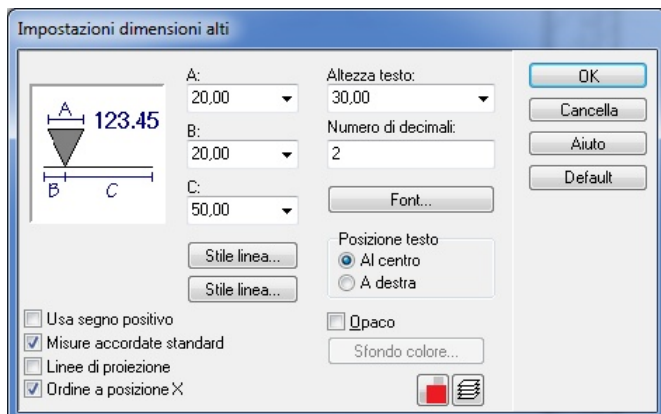 Impostazioni dimensioni alti
A
123.45
B
C
A:
20,00
B:
20,00
C:
50,00
Stile linea...
Stile linea...
Altezza testo:
30,00
Numero di decimali:
2
Font...
Posizione testo
Al centro
A destra
Usa segno positivo
Misure accordate standard
Linee di proiezione
Ordine a posizione X
Opaco
Sfondo colore...
OK
Cancella
Aiuto
Default